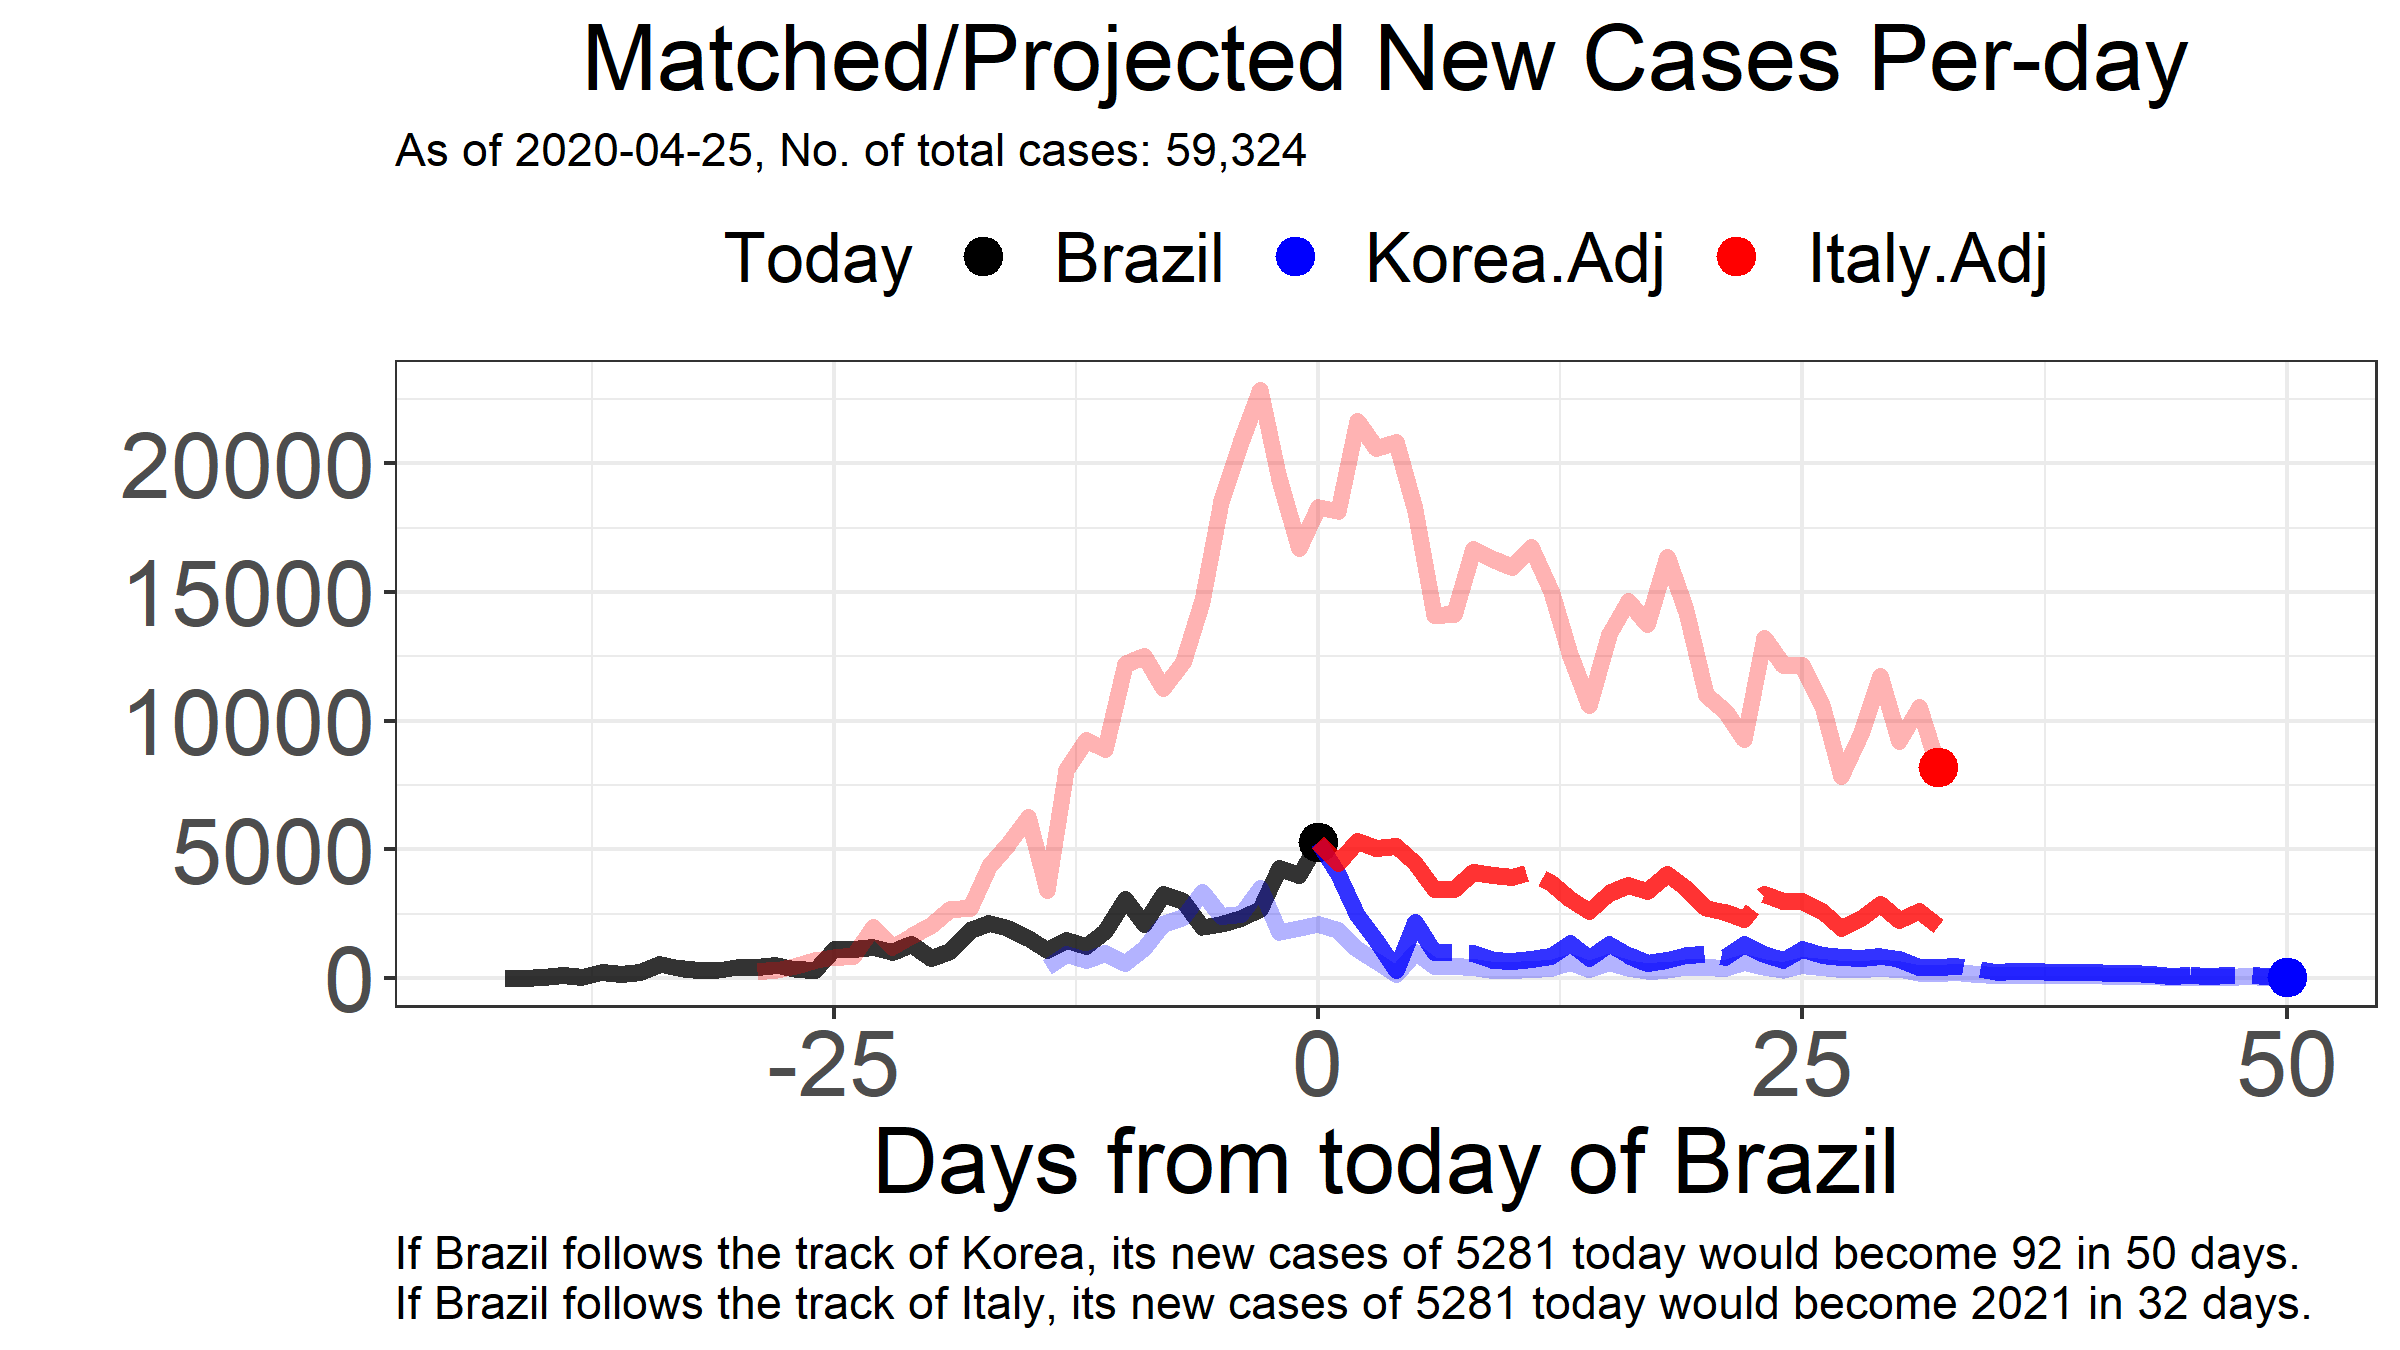 Matched/Projected New Cases Per-day
As of 2020-04-25, No. of total cases: 59,324
Today Brazil Korea.Adj Italy.Adj
20000
15000
10000
5000
0
-25 0 25 50
Days from today of Brazil
If Brazil follows the track of Korea, its new cases of 5281 today would become 92 in 50 days.
If Brazil follows the track of Italy, its new cases of 5281 today would become 2021 in 32 days.